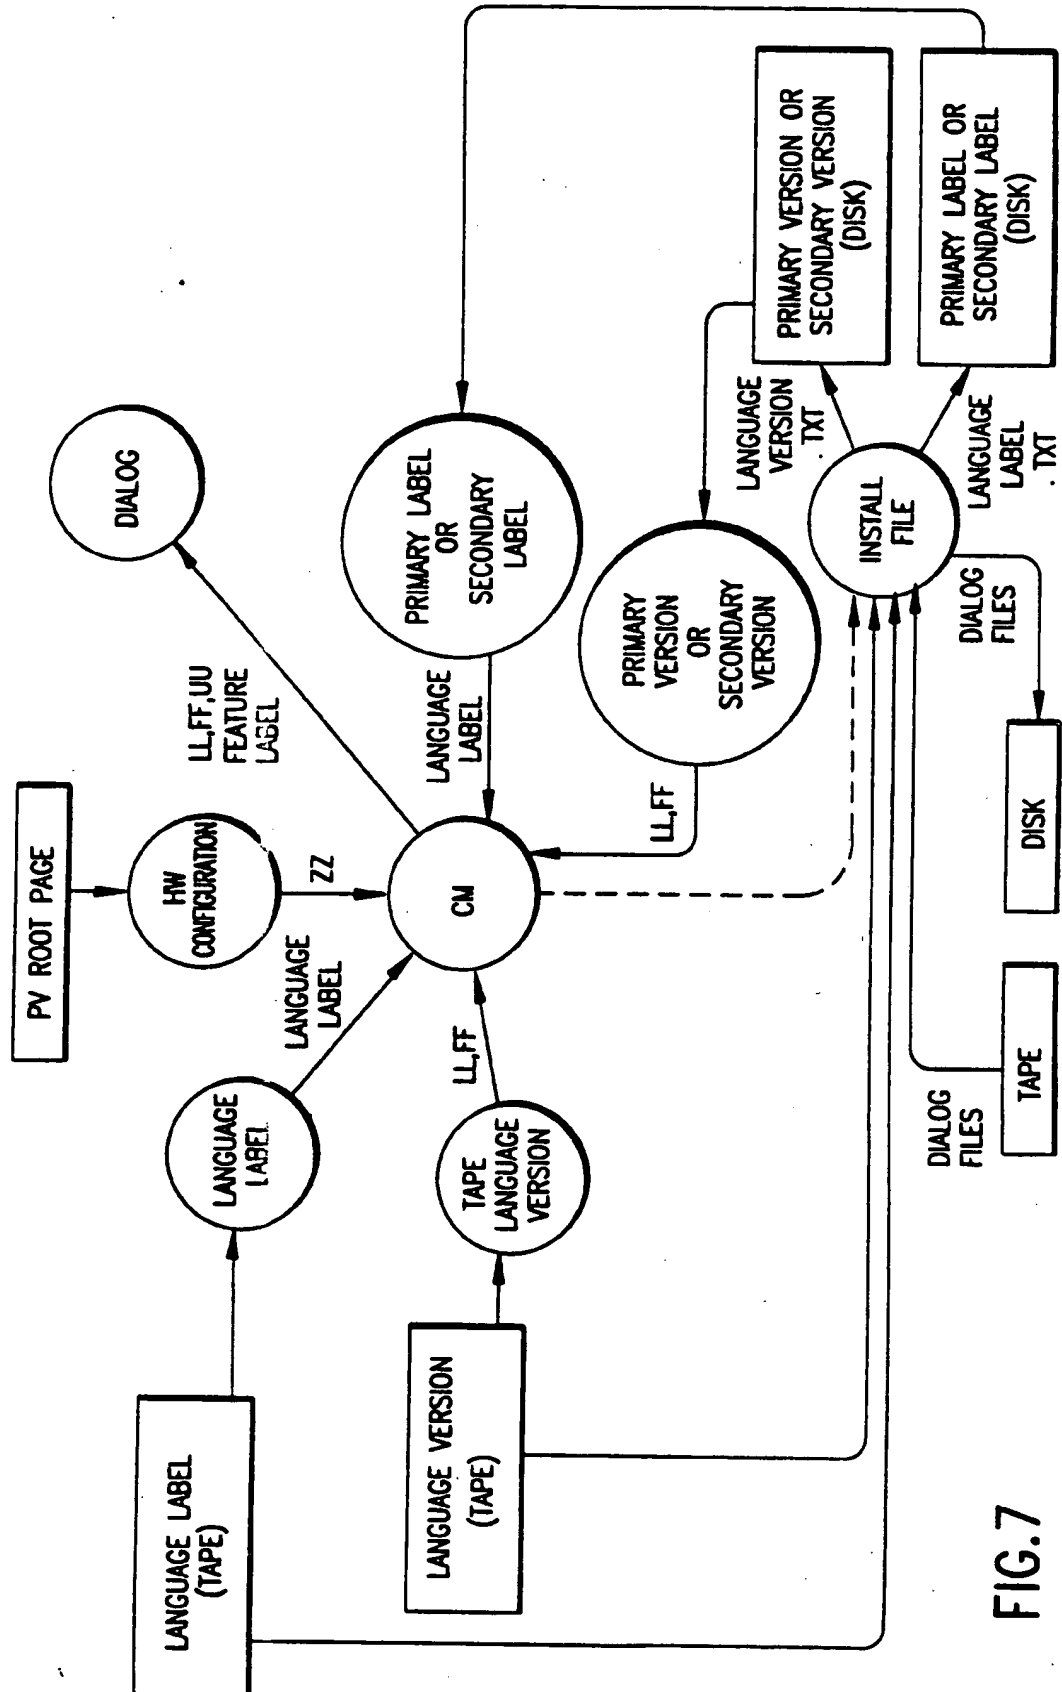 LANGUAGE LABEL
(TAPE)
LANGUAGE VERSION
(TAPE)
LANGUAGE
LABEL
TAPE
LANGUAGE
VERSION
LANGUAGE
LABEL
LL,FF
PV ROOT PAGE
HW
CONFIGURATION
ZZ
CM
LL,FF,UU
FEATURE
LABEL
DIALOG
LANGUAGE
LABEL
PRIMARY LABEL
OR
SECONDARY
LABEL
LL,FF
PRIMARY
VERSION
OR
SECONDARY
VERSION
LANGUAGE
VERSION
.TXT
PRIMARY VERSION OR
SECONDARY VERSION
(DISK)
INSTALL
FILE
LANGUAGE
LABEL
.TXT
PRIMARY LABEL OR
SECONDARY LABEL
(DISK)
DIALOG
FILES
DISK
DIALOG
FILES
TAPE
FIG.7